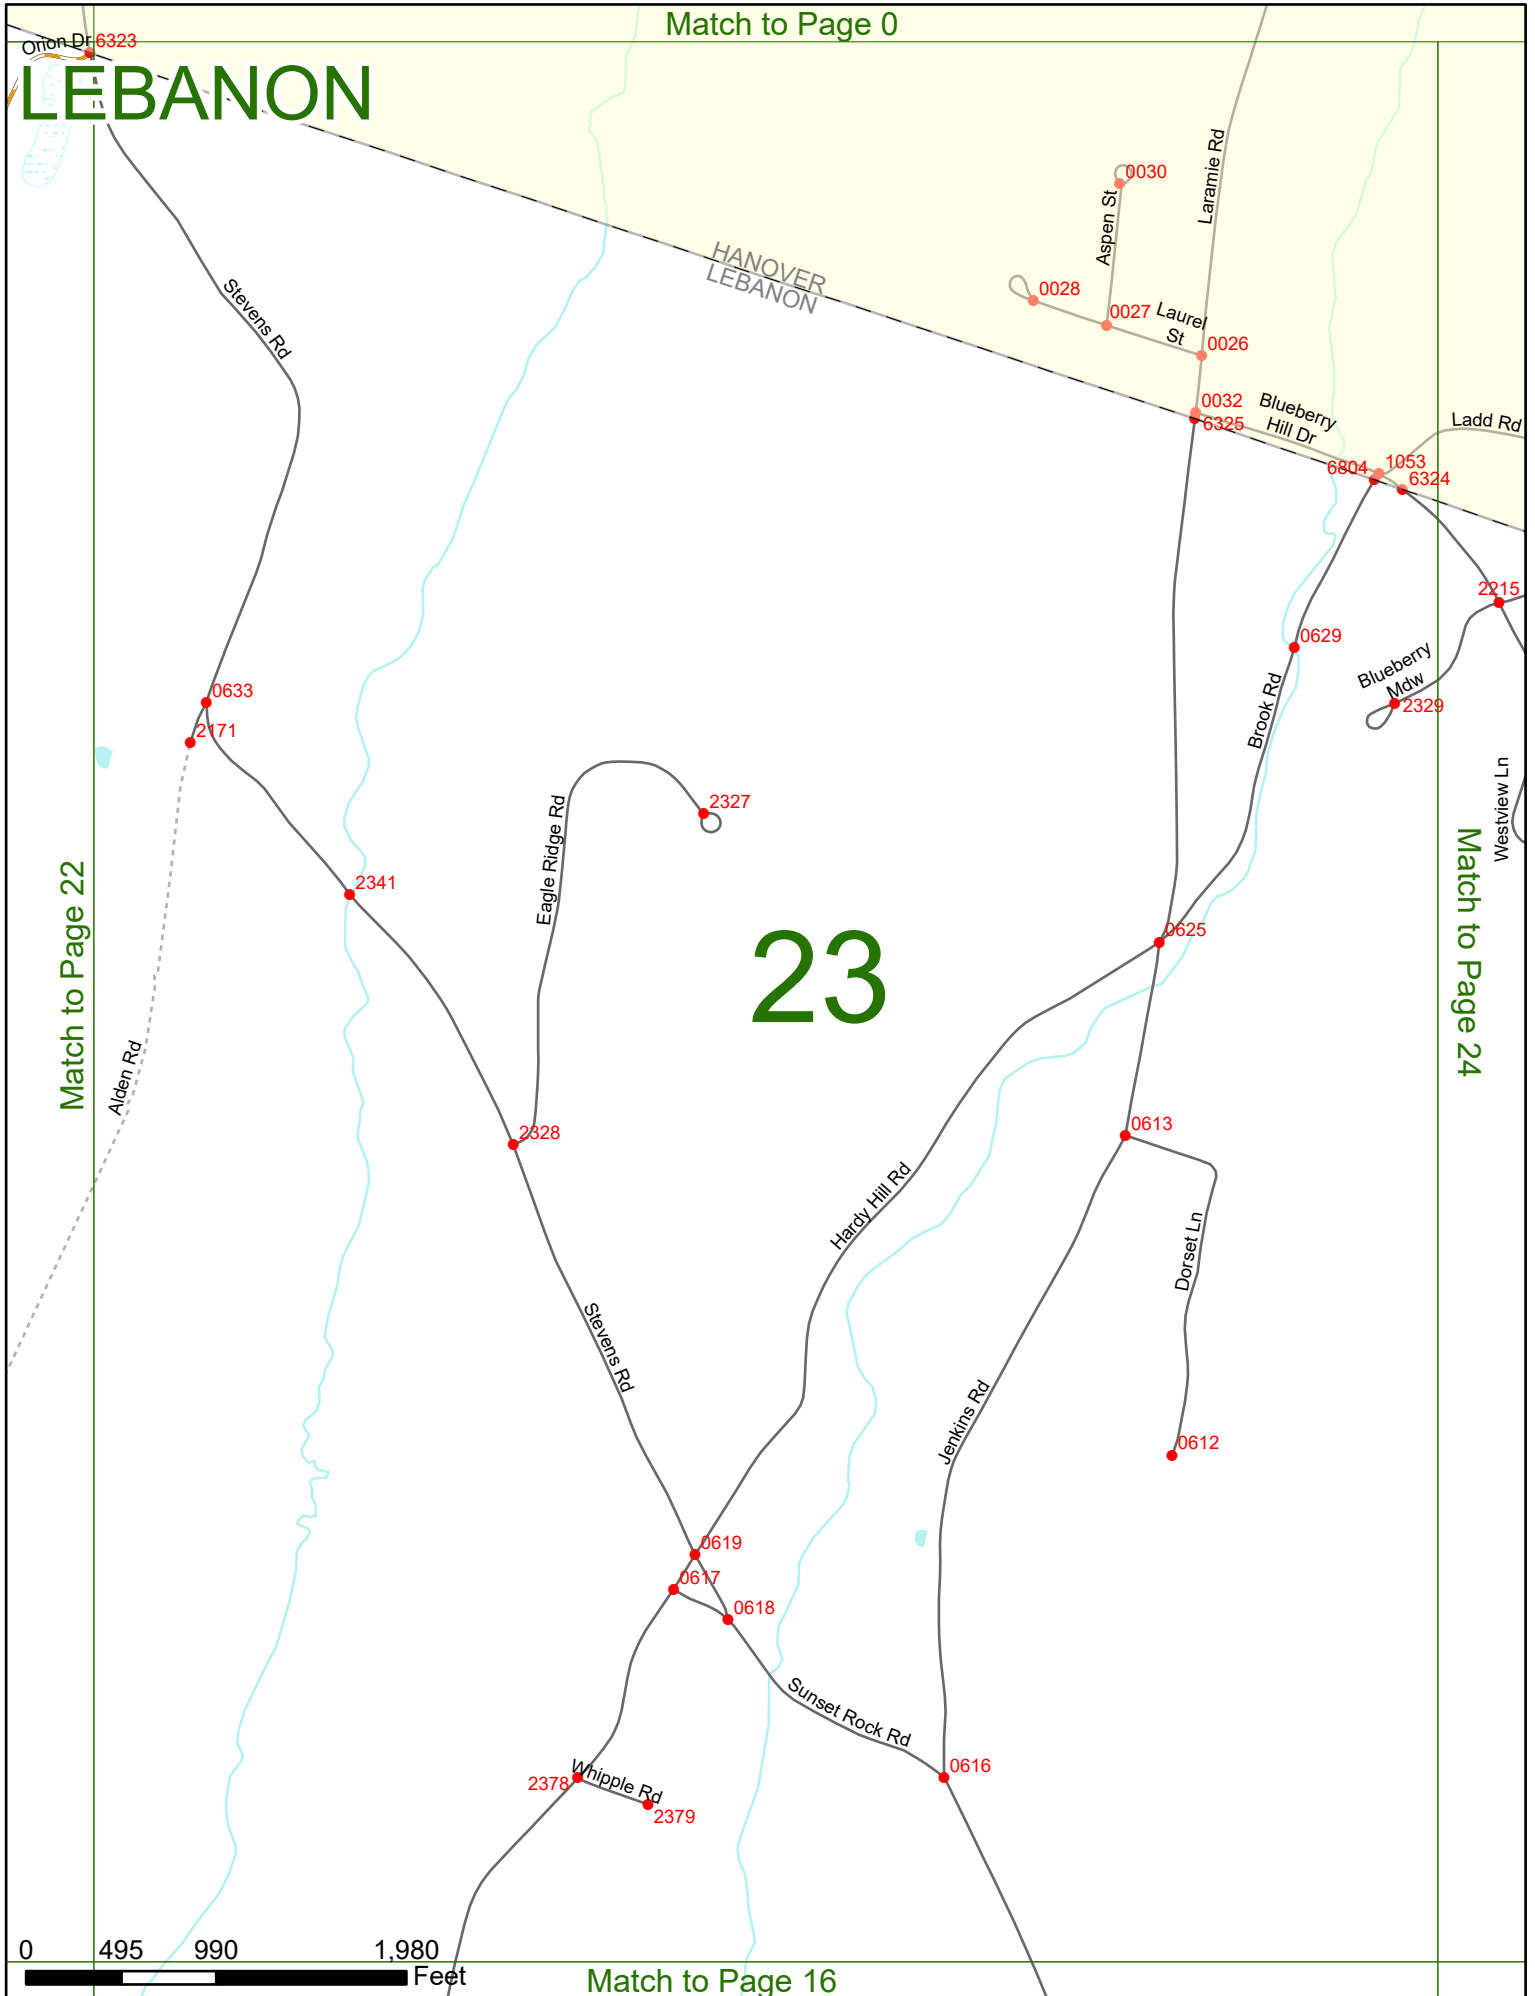 Match to Page 0
Orion Dr
6323
LEBANON
0030
Laramie Rd
Aspen St
HANOVER
LEBANON
0028
0027
Laurel
St
0026
Stevens Rd
0032
6325
Blueberry
Hill Dr
Ladd Rd
6804
1053
6324
2215
0629
Blueberry
Mdw
2329
0633
2171
Brook Rd
Westview Ln
2327
Eagle Ridge Rd
2341
Match to Page 22
23
Match to Page 24
0625
Alden Rd
2328
0613
Hardy Hill Rd
Dorset Ln
Stevens Rd
Jenkins Rd
0612
0619
0617
0618
Sunset Rock Rd
Whipple Rd
2378
2379
0616
0 495 990 1,980
Feet
Match to Page 16